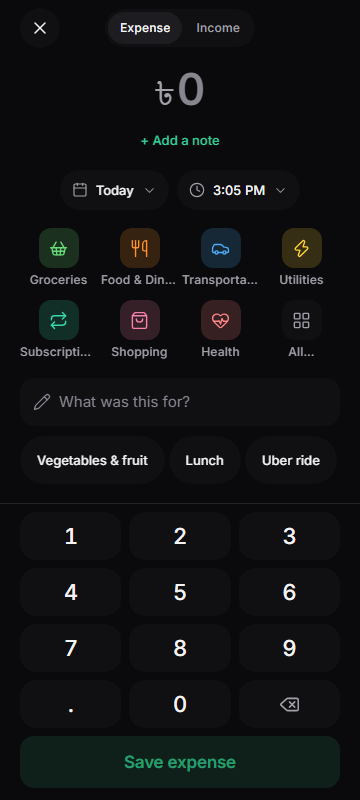 Expense Income
৳0
+ Add a note
Today 3:05 PM
Groceries Food & Din... Transporta... Utilities
Subscripti... Shopping Health All...
What was this for?
Vegetables & fruit Lunch Uber ride
1 2 3
4 5 6
7 8 9
. 0
Save expense